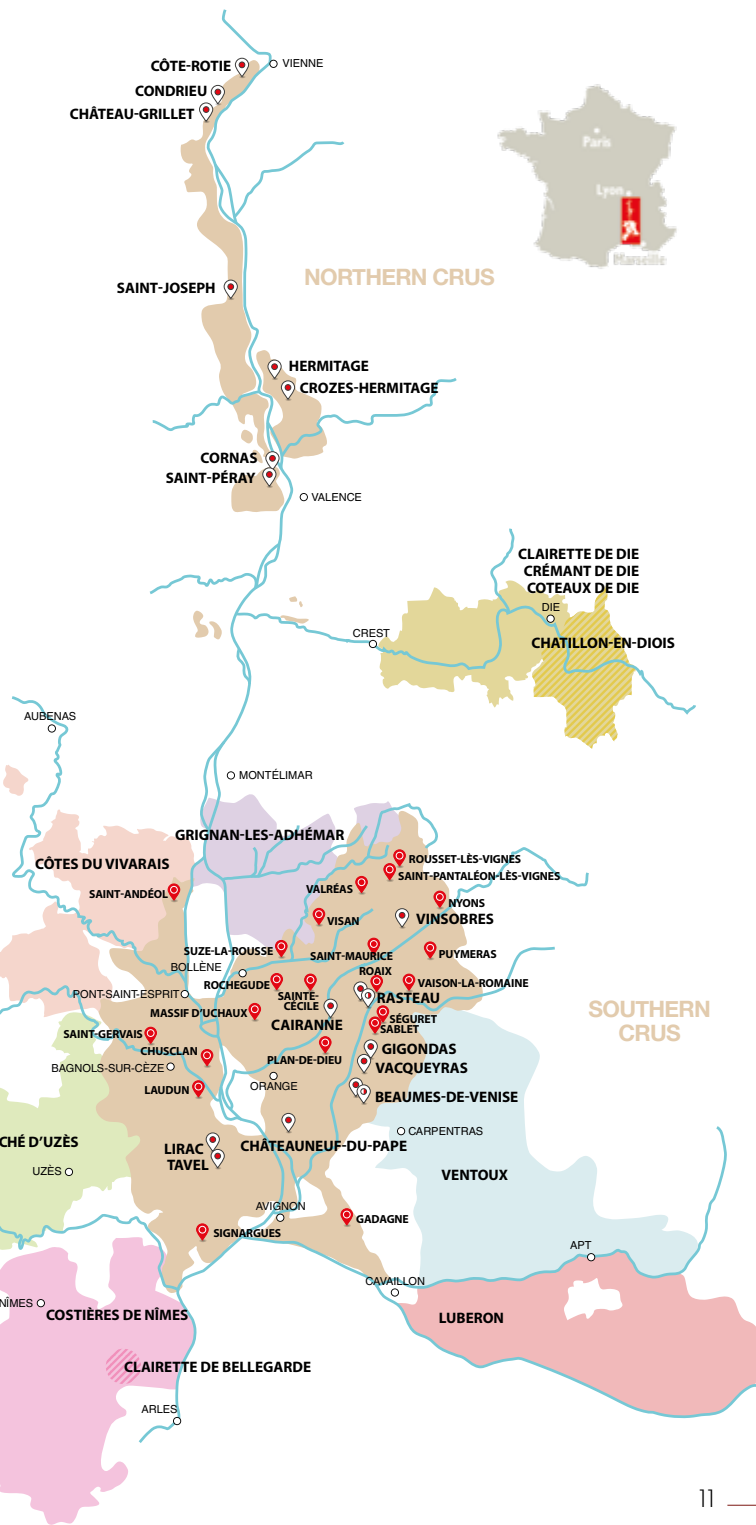 CÔTE-ROTIE
VIENNE
CONDRIEU
CHÂTEAU-GRILLET
Paris
Lyon
Marseille
NORTHERN CRUS
SAINT-JOSEPH
HERMITAGE
CROZES-HERMITAGE
CORNAS
SAINT-PÉRAY
VALENCE
CLAIRETTE DE DIE
CRÉMANT DE DIE
COTEAUX DE DIE
DIE
CREST
CHATILLON-EN-DIOIS
AUBENAS
MONTÉLIMAR
GRIGNAN-LES-ADHÉMAR
CÔTES DU VIVARAIS
ROUSSET-LÈS-VIGNES
SAINT-PANTALÉON-LÈS-VIGNES
VALRÉAS
SAINT-ANDÉOL
NYONS
VISAN
VINSOBRES
SUZE-LA-ROUSSE
SAINT-MAURICE
PUYMERAS
BOLLÈNE
ROAIX
ROCHEGUDE
VAISON-LA-ROMAINE
PONT-SAINT-ESPRIT
SAINTE-
CÉCILE
RASTEAU
MASSIF D'UCHAUX
CAIRANNE
SÉGURET
SABLET
SOUTHERN
CRUS
SAINT-GERVAIS
CHUSCLAN
PLAN-DE-DIEU
GIGONDAS
BAGNOLS-SUR-CÈZE
VACQUEYRAS
ORANGE
LAUDUN
BEAUMES-DE-VENISE
CARPENTRAS
CHÉ D'UZÈS
LIRAC
CHÂTEAUNEUF-DU-PAPE
TAVEL
UZÈS
VENTOUX
AVIGNON
GADAGNE
SIGNARGUES
APT
CAVAILLON
NÎMES
COSTIÈRES DE NÎMES
LUBERON
CLAIRETTE DE BELLEGARDE
ARLES
11